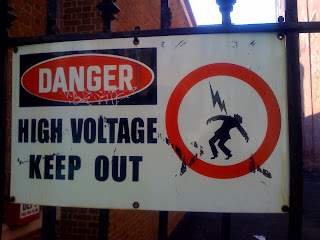 DANGER
HIGH VOLTAGE
KEEP OUT